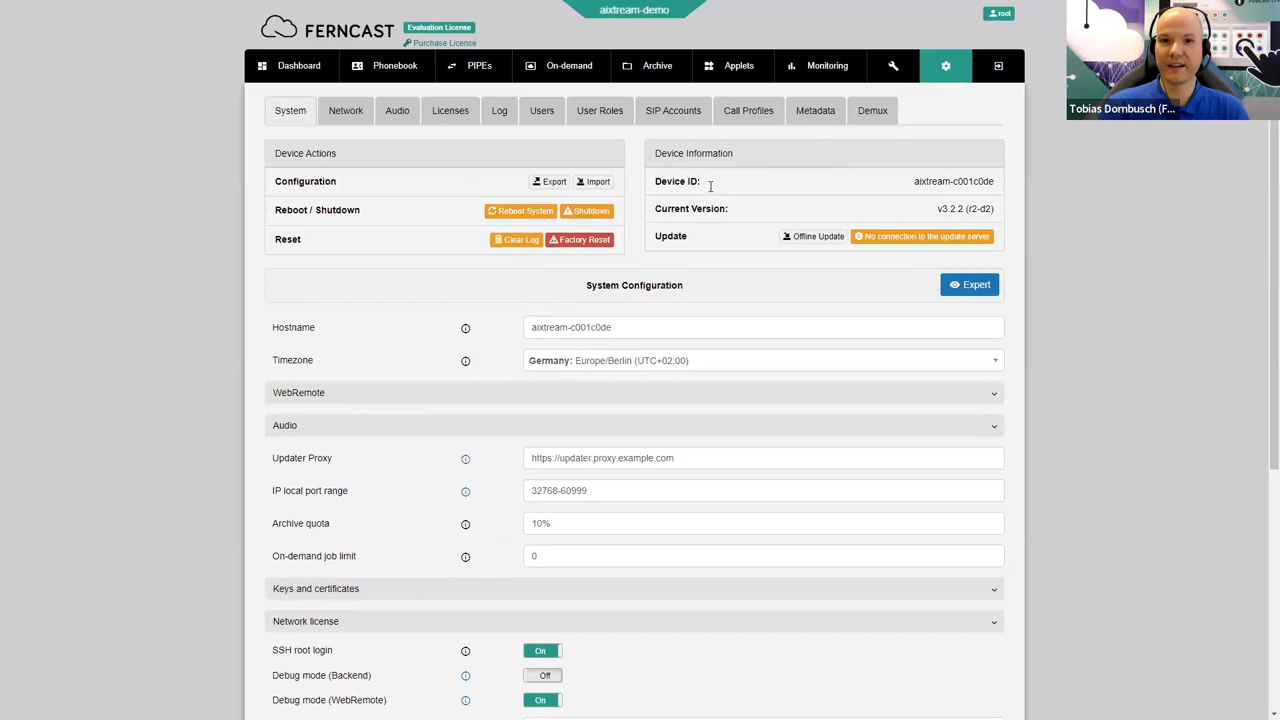 aixtream-demo
FERNCAST
Evaluation License
Purchase License
root
Tobias Dornbusch (F...
Dashboard
Phonebook
PIPEs
On-demand
Archive
Applets
Monitoring
System
Network
Audio
Licenses
Log
Users
User Roles
SIP Accounts
Call Profiles
Metadata
Demux
Device Actions
Configuration
Export
Import
Reboot / Shutdown
Reboot System
Shutdown
Reset
Clear Log
Factory Reset
Device Information
Device ID:
aixtream-c001c0de
Current Version:
v3.2.2 (r2-d2)
Update
Offline Update
No connection to the update server
System Configuration
Expert
Hostname
aixtream-c001c0de
Timezone
Germany: Europe/Berlin (UTC+02:00)
WebRemote
Audio
Updater Proxy
https://updater.proxy.example.com
IP local port range
32768-60999
Archive quota
10%
On-demand job limit
0
Keys and certificates
Network license
SSH root login
On
Debug mode (Backend)
Off
Debug mode (WebRemote)
On